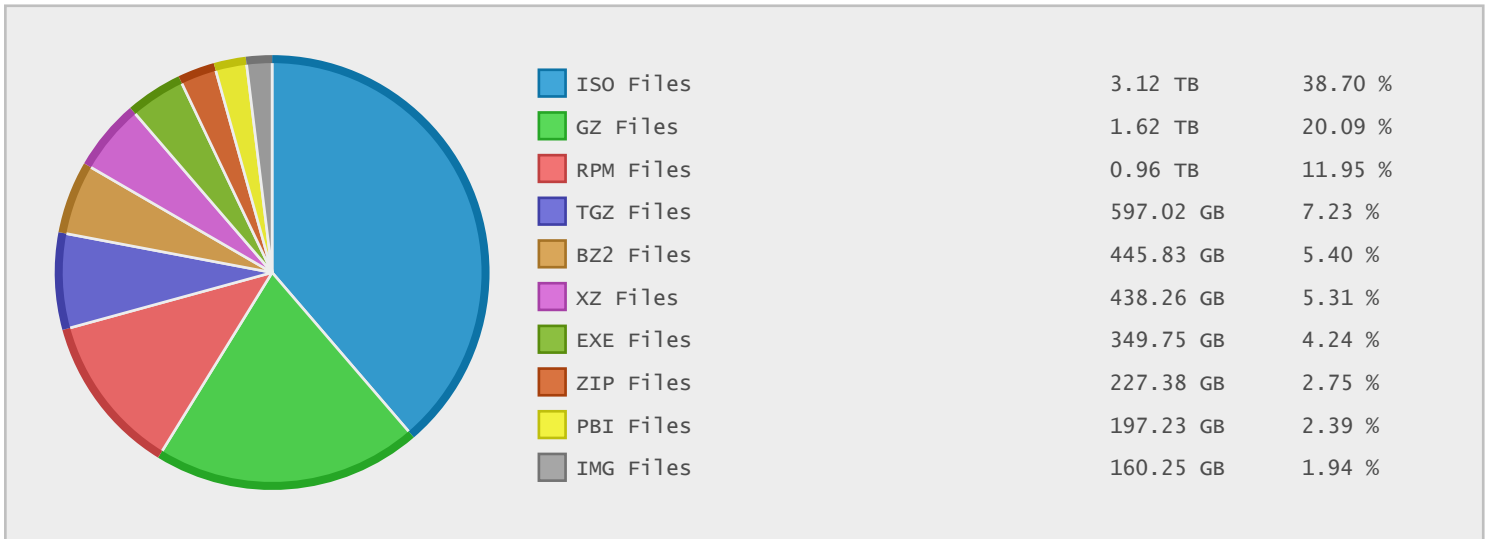 ISO Files 3.12 TB 38.70 %
GZ Files 1.62 TB 20.09 %
RPM Files 0.96 TB 11.95 %
TGZ Files 597.02 GB 7.23 %
BZ2 Files 445.83 GB 5.40 %
XZ Files 438.26 GB 5.31 %
EXE Files 349.75 GB 4.24 %
ZIP Files 227.38 GB 2.75 %
PBI Files 197.23 GB 2.39 %
IMG Files 160.25 GB 1.94 %